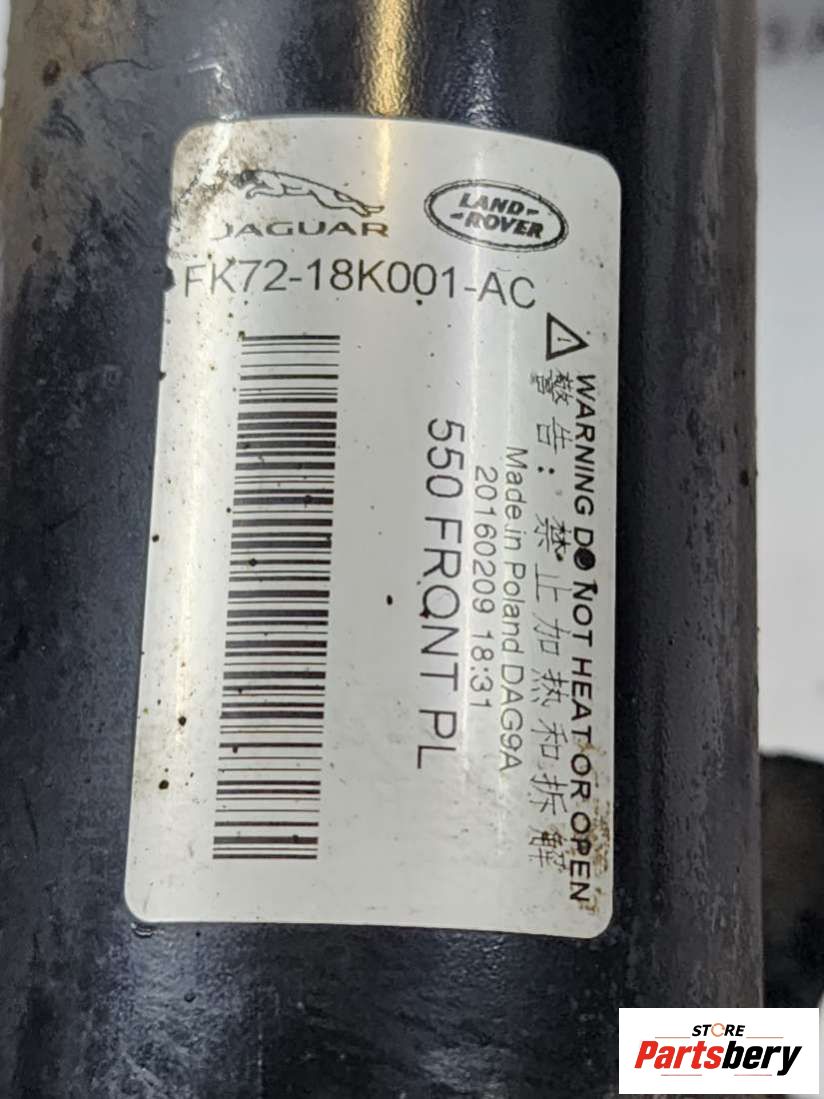 JAGUAR
LAND-
-ROVER
FK72-18K001-AC
WARNING DO NOT HEAT OR OPEN
警告：禁止加热和拆解
Made in Poland DAG9A
20160209 18:31
550 FRONT PL
STORE
Partsbery